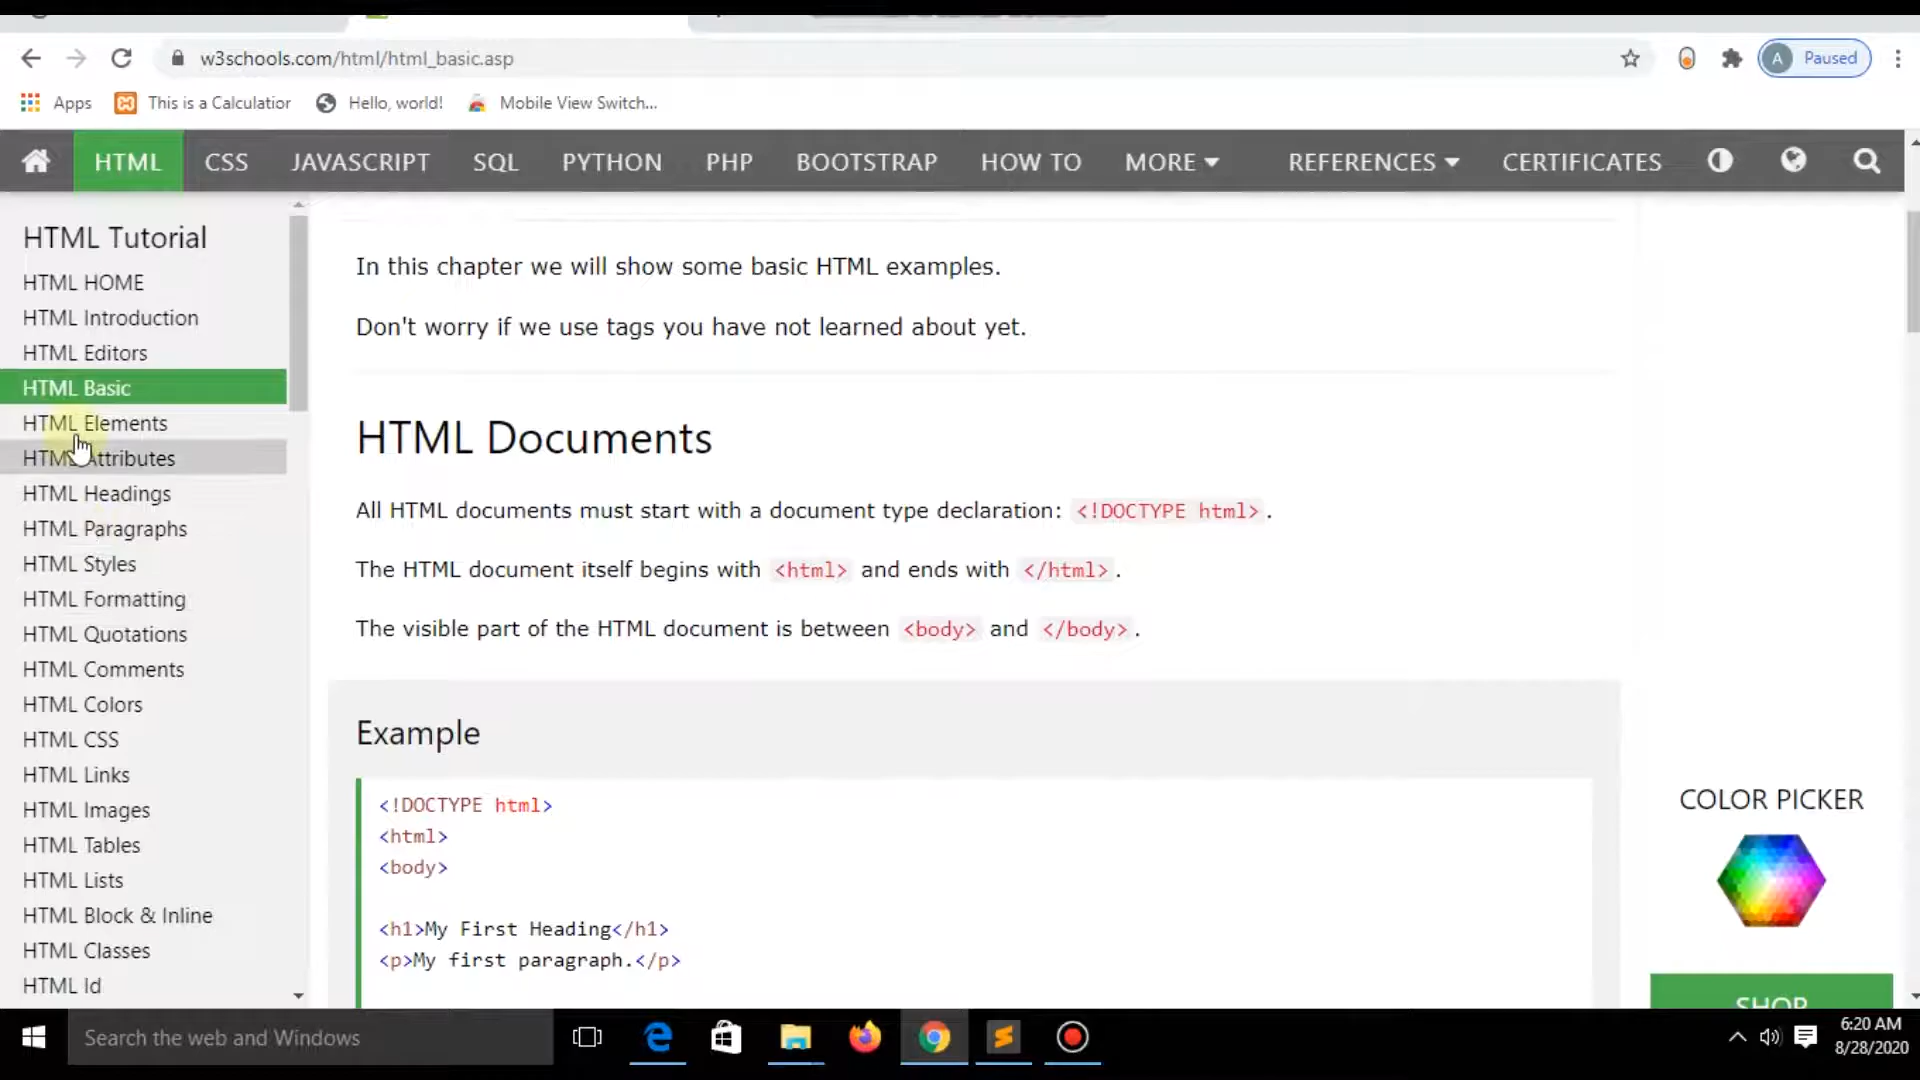 w3schools.com/html/html_basic.asp
A Paused
Apps This is a Calculatior Hello, world! Mobile View Switch...
HTML CSS JAVASCRIPT SQL PYTHON PHP BOOTSTRAP HOW TO MORE REFERENCES CERTIFICATES
HTML Tutorial
HTML HOME
HTML Introduction
HTML Editors
HTML Basic
HTML Elements
HTML Attributes
HTML Headings
HTML Paragraphs
HTML Styles
HTML Formatting
HTML Quotations
HTML Comments
HTML Colors
HTML CSS
HTML Links
HTML Images
HTML Tables
HTML Lists
HTML Block & Inline
HTML Classes
HTML Id
In this chapter we will show some basic HTML examples.
Don't worry if we use tags you have not learned about yet.
HTML Documents
All HTML documents must start with a document type declaration: <!DOCTYPE html>.
The HTML document itself begins with <html> and ends with </html>.
The visible part of the HTML document is between <body> and </body>.
Example
<!DOCTYPE html>
<html>
<body>
<h1>My First Heading</h1>
<p>My first paragraph.</p>
COLOR PICKER
SHOP
Search the web and Windows
6:20 AM
8/28/2020